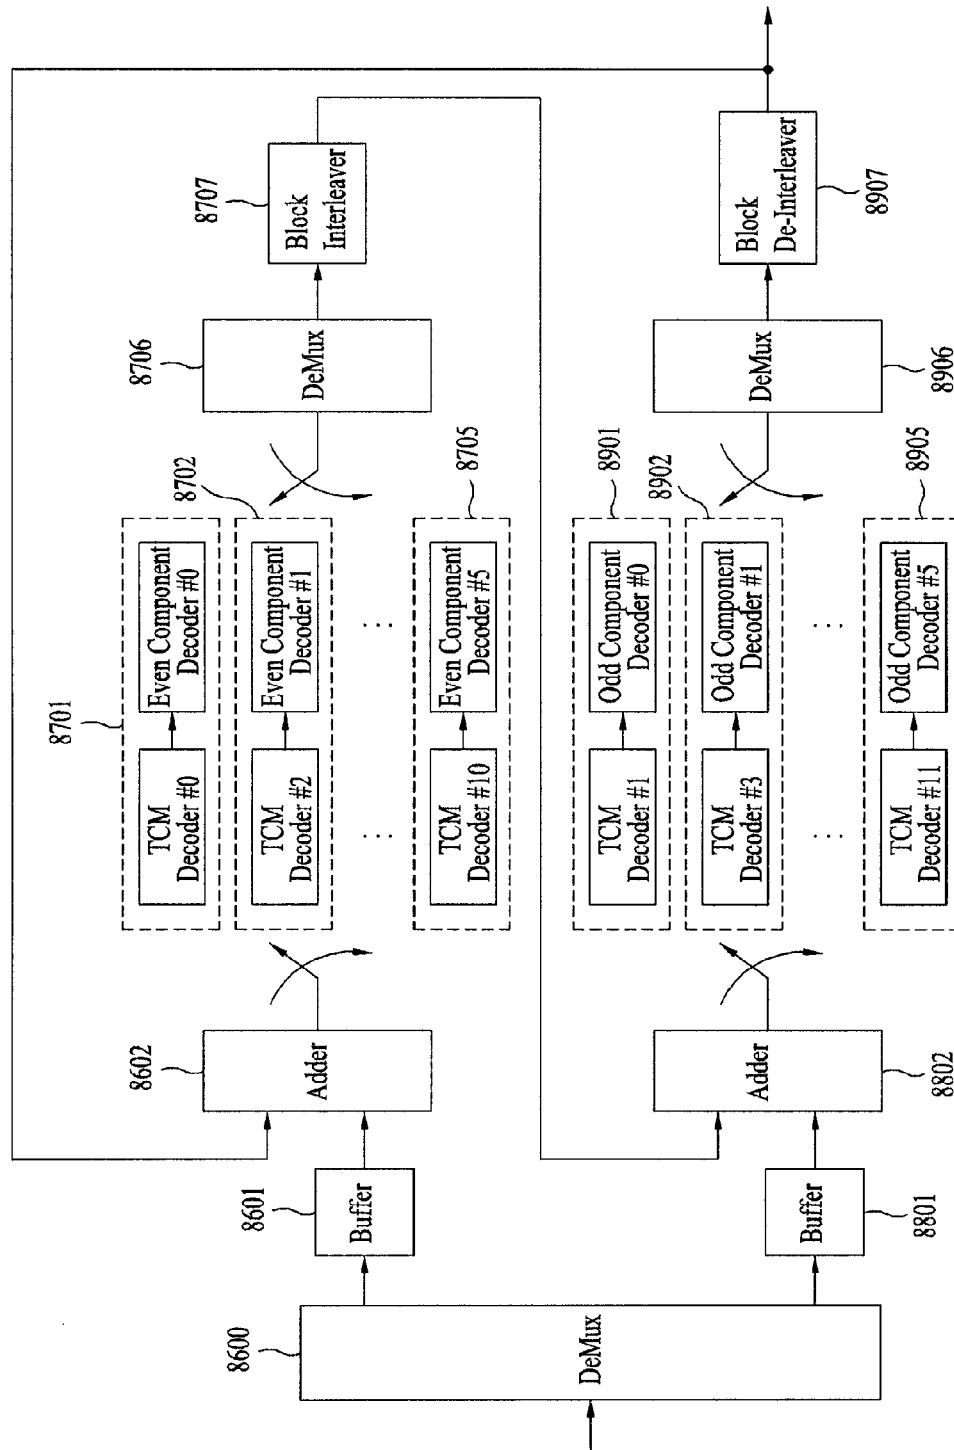 8600
DeMux
8601
Buffer
8602
Adder
8701
TCM
Decoder #0
Even Component
Decoder #0
8702
TCM
Decoder #2
Even Component
Decoder #1
...
...
8705
TCM
Decoder #10
Even Component
Decoder #5
8706
DeMux
8707
Block
Interleaver
8801
Buffer
8802
Adder
8901
TCM
Decoder #1
Odd Component
Decoder #0
8902
TCM
Decoder #3
Odd Component
Decoder #1
...
...
8905
TCM
Decoder #11
Odd Component
Decoder #5
8906
DeMux
8907
Block
De-Interleaver